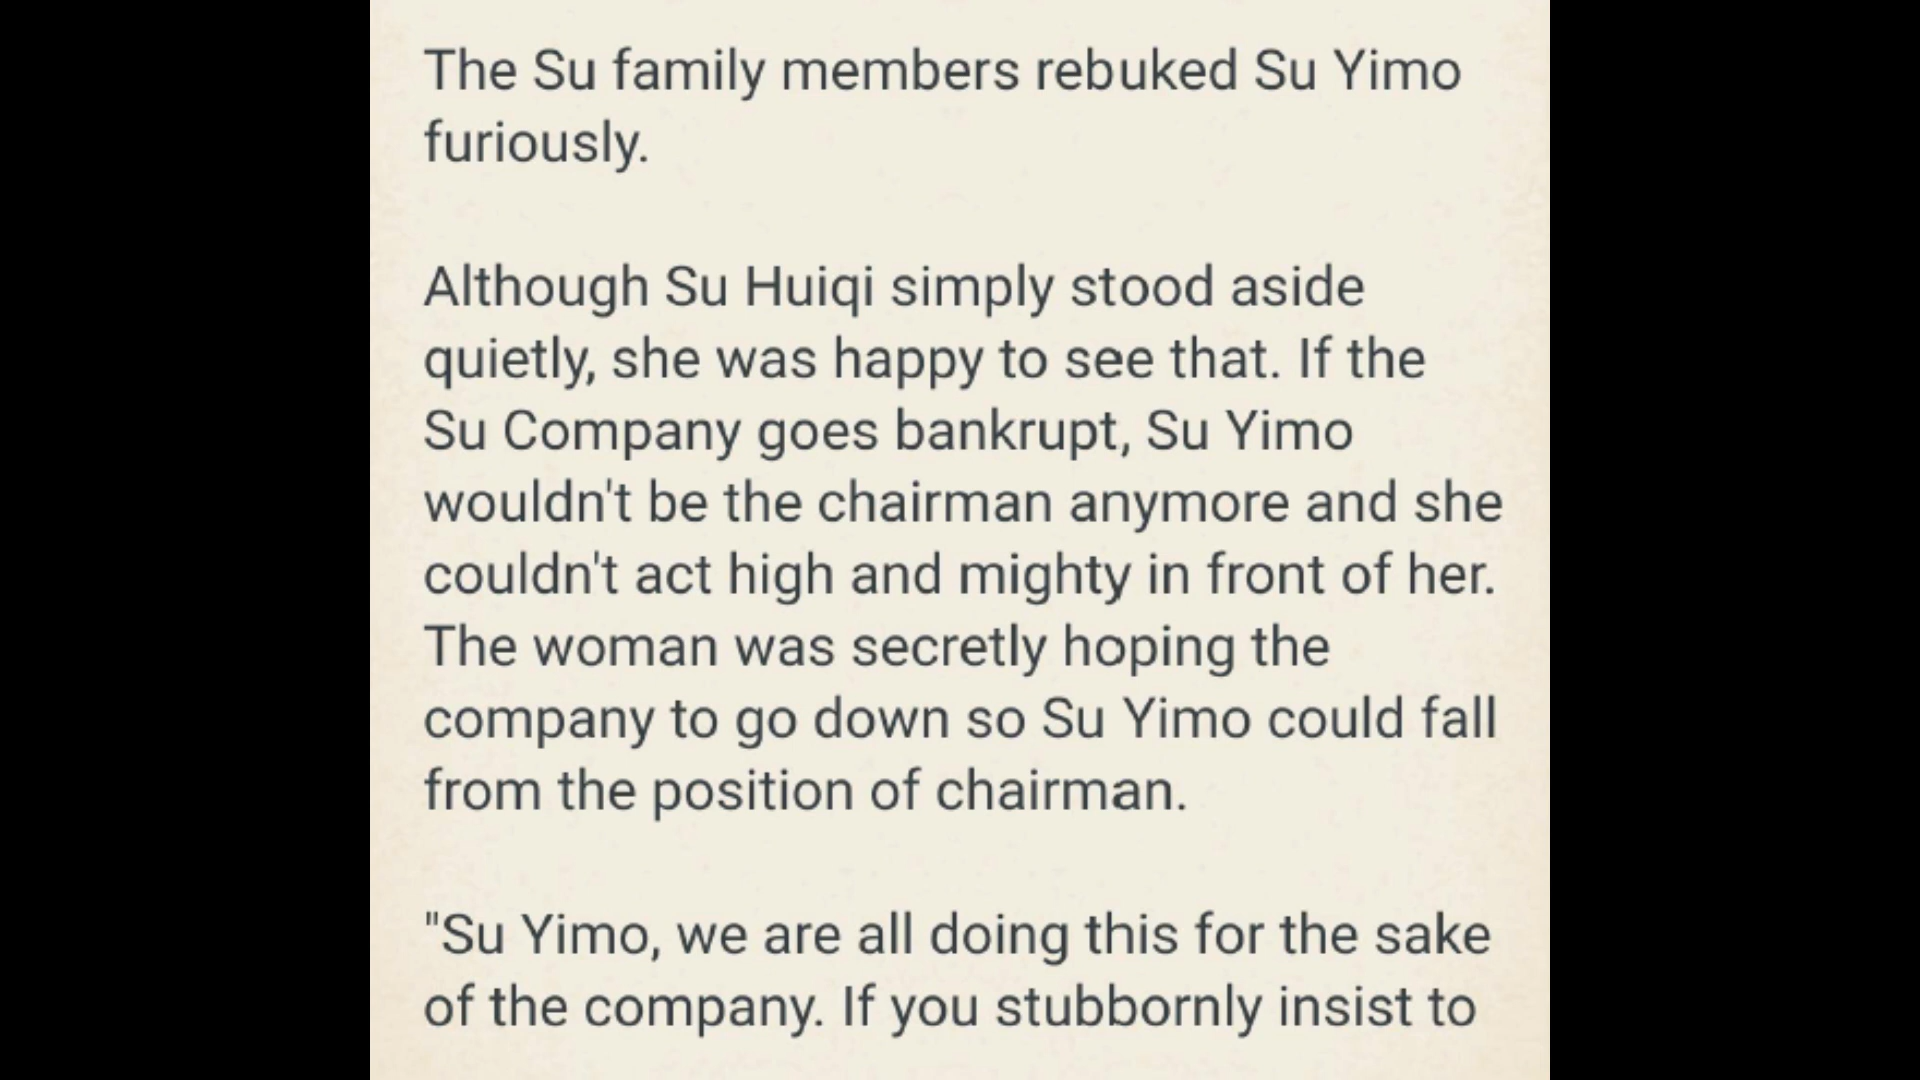 The Su family members rebuked Su Yimo
furiously.
Although Su Huiqi simply stood aside
quietly, she was happy to see that. If the
Su Company goes bankrupt, Su Yimo
wouldn't be the chairman anymore and she
couldn't act high and mighty in front of her.
The woman was secretly hoping the
company to go down so Su Yimo could fall
from the position of chairman.
"Su Yimo, we are all doing this for the sake
of the company. If you stubbornly insist to